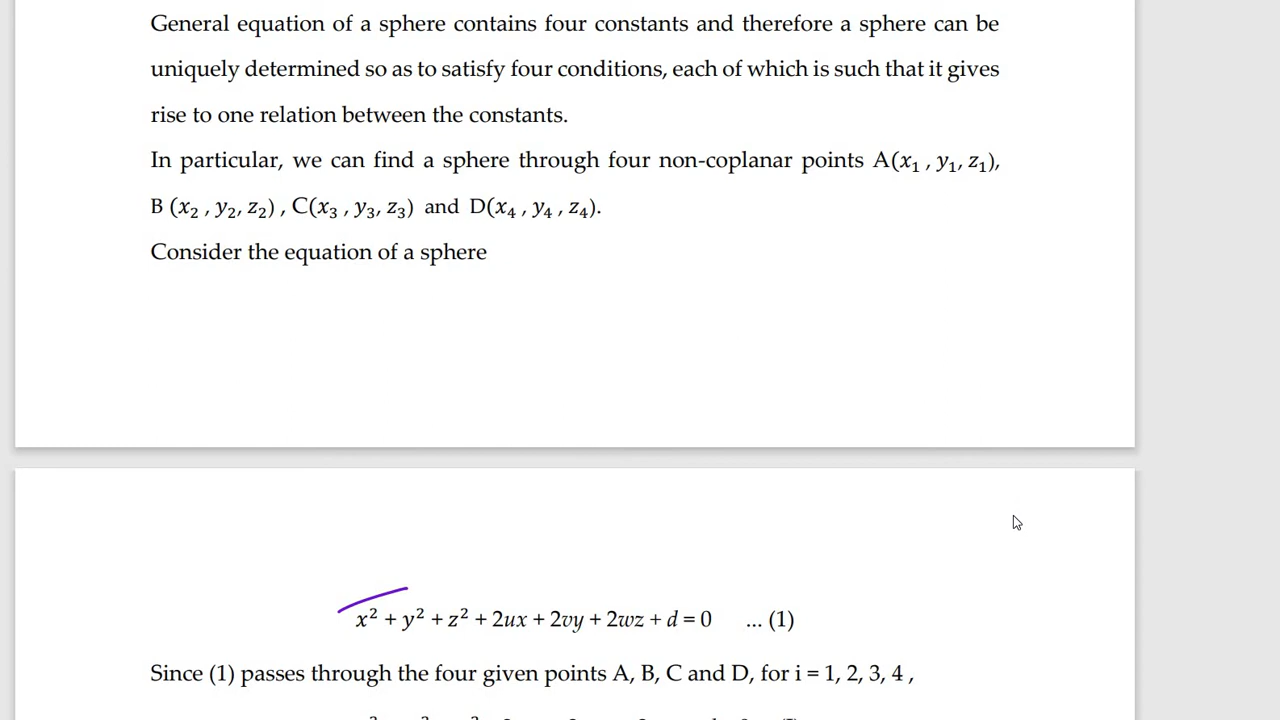 General equation of a sphere contains four constants and therefore a sphere can be
uniquely determined so as to satisfy four conditions, each of which is such that it gives
rise to one relation between the constants.
In particular, we can find a sphere through four non-coplanar points A(x₁ , y₁, z₁),
B (x₂ , y₂, z₂) , C(x₃ , y₃, z₃) and D(x₄ , y₄ , z₄).
Consider the equation of a sphere
x² + y² + z² + 2ux + 2vy + 2wz + d = 0 ... (1)
Since (1) passes through the four given points A, B, C and D, for i = 1, 2, 3, 4 ,